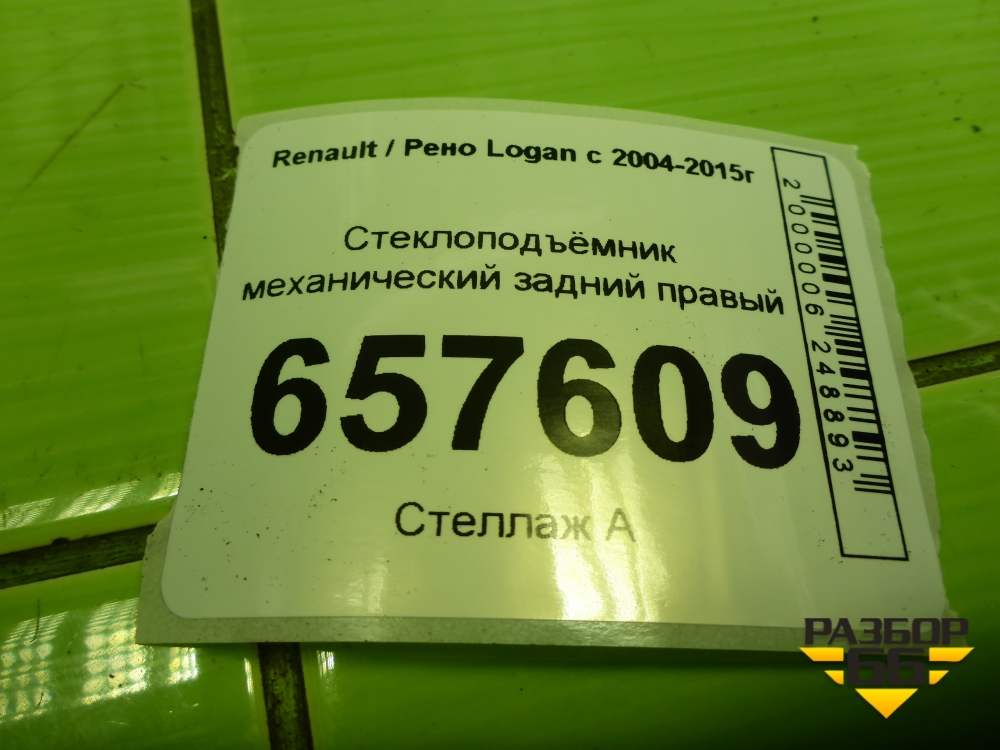 Renault / Рено Logan с 2004-2015г
Стеклоподъёмник
механический задний правый
657609
Стеллаж А
2000006248893
РАЗБОР
66